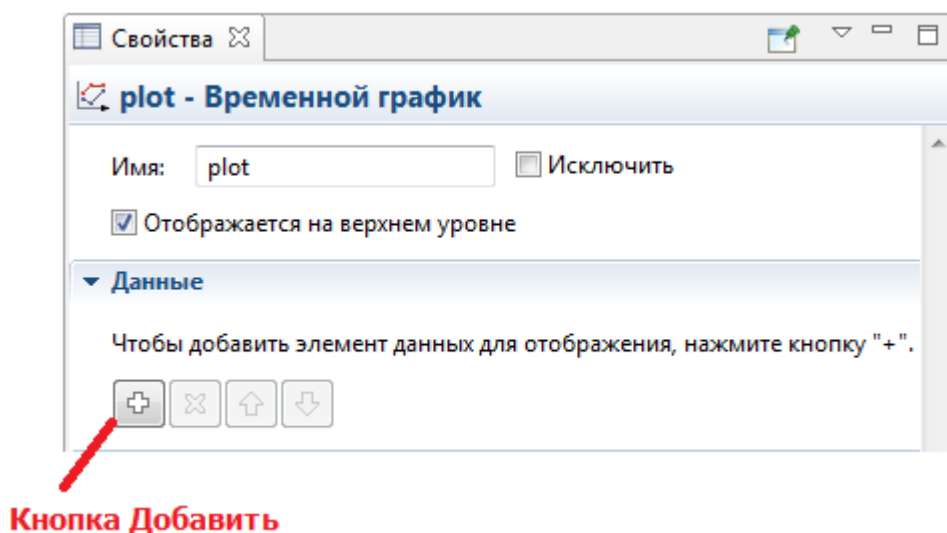 Свойства
plot - Временной график
Имя: plot Исключить
Отображается на верхнем уровне
Данные
Чтобы добавить элемент данных для отображения, нажмите кнопку "+".
Кнопка Добавить